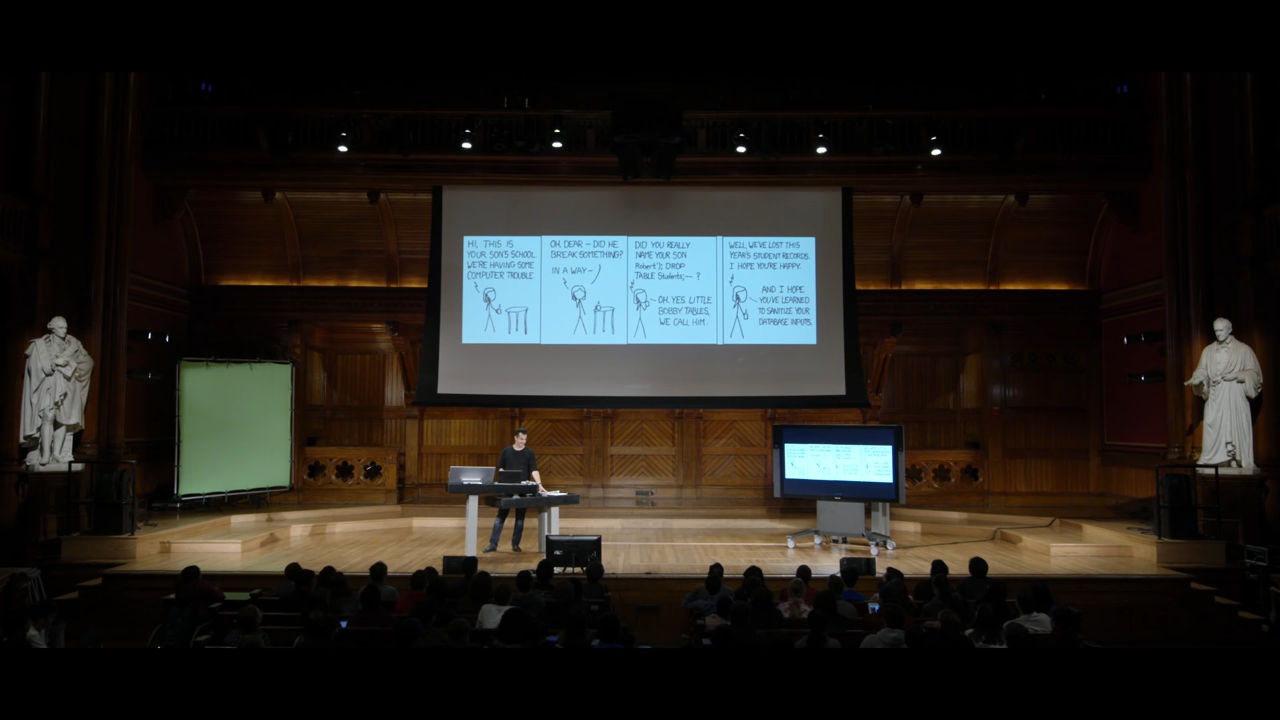 HI, THIS IS
YOUR SON'S SCHOOL.
WE'RE HAVING SOME
COMPUTER TROUBLE.
OH, DEAR – DID HE
BREAK SOMETHING?
IN A WAY–
DID YOU REALLY
NAME YOUR SON
Robert'); DROP
TABLE Students;-- ?
OH, YES. LITTLE
BOBBY TABLES,
WE CALL HIM.
WELL, WE'VE LOST THIS
YEAR'S STUDENT RECORDS.
I HOPE YOU'RE HAPPY.
AND I HOPE
YOU'VE LEARNED
TO SANITIZE YOUR
DATABASE INPUTS.